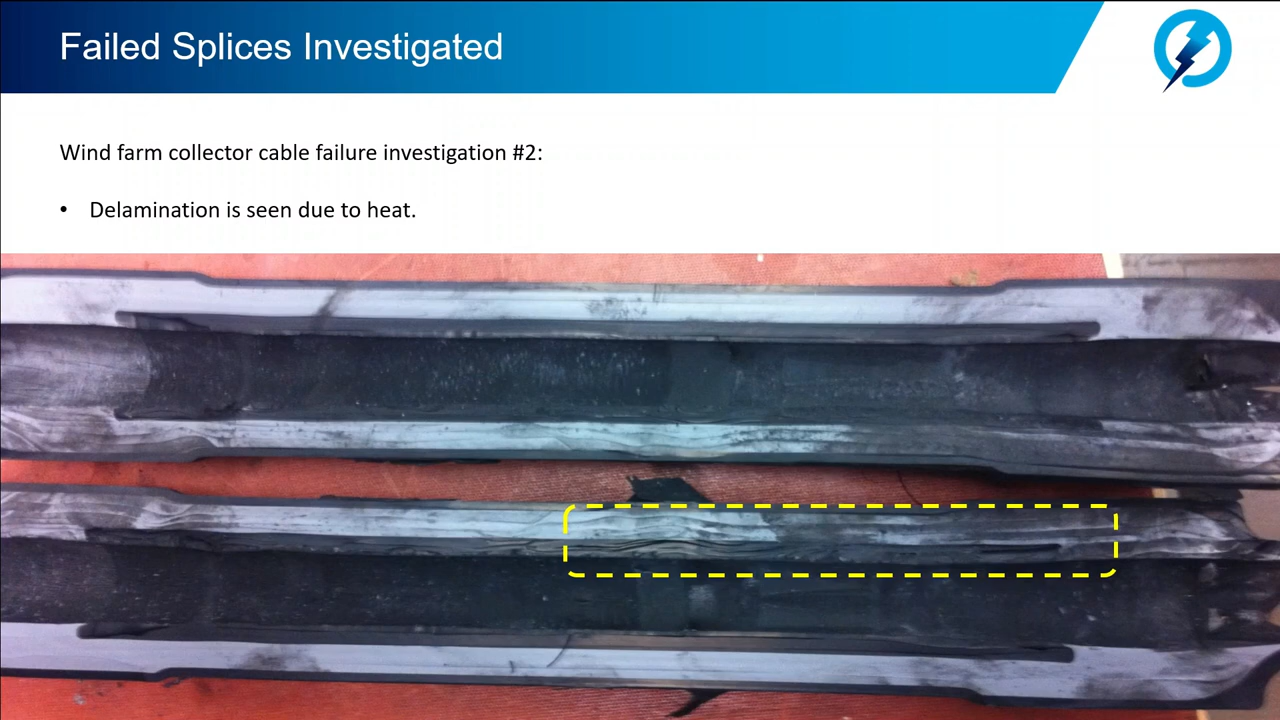 Failed Splices Investigated
Wind farm collector cable failure investigation #2:
• Delamination is seen due to heat.